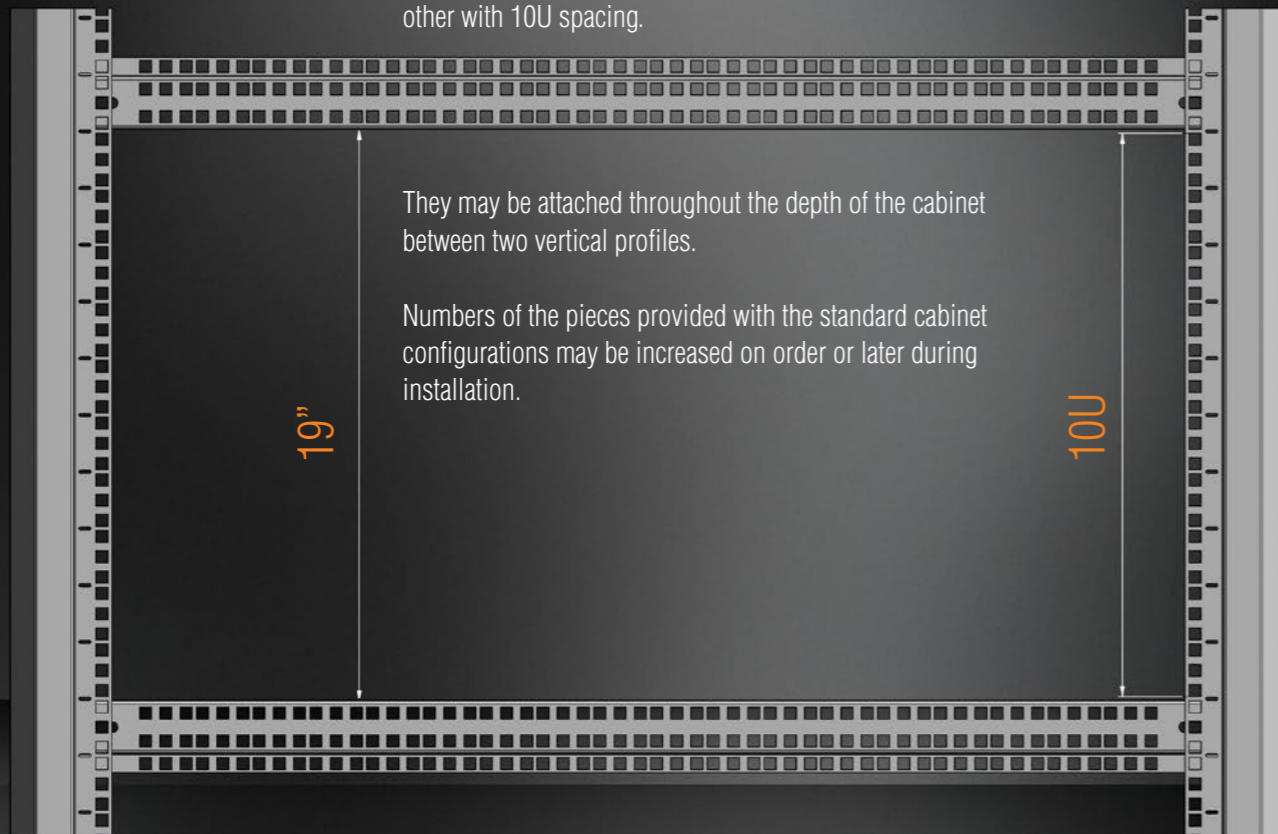 other with 10U spacing.
They may be attached throughout the depth of the cabinet
between two vertical profiles.
Numbers of the pieces provided with the standard cabinet
configurations may be increased on order or later during
installation.
19”
10U